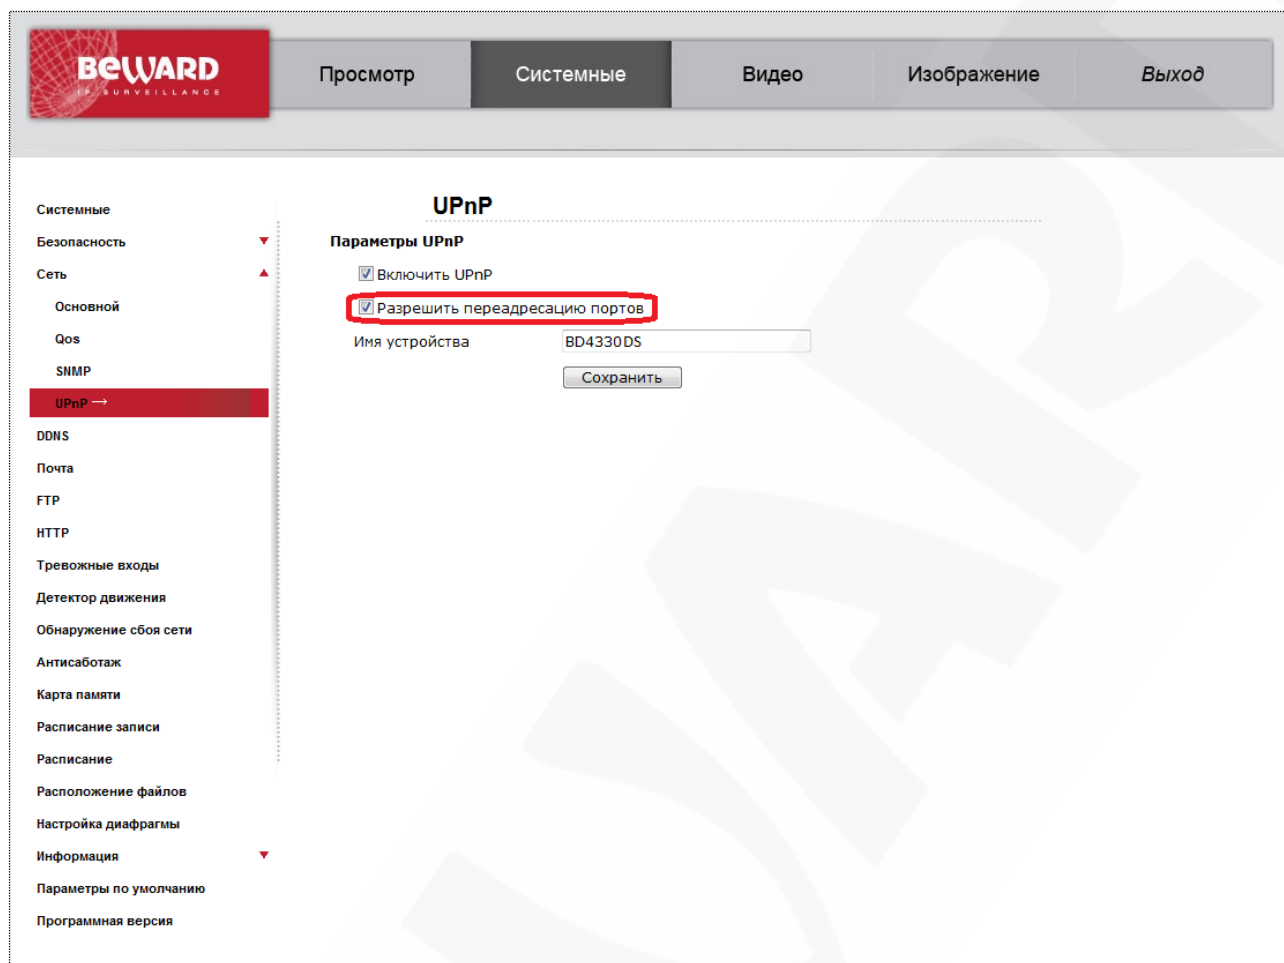 BEWARD
IP SURVEILLANCE
Просмотр
Системные
Видео
Изображение
Выход
Системные
Безопасность
Сеть
Основной
Qos
SNMP
UPnP →
DDNS
Почта
FTP
HTTP
Тревожные входы
Детектор движения
Обнаружение сбоя сети
Антисаботаж
Карта памяти
Расписание записи
Расписание
Расположение файлов
Настройка диафрагмы
Информация
Параметры по умолчанию
Программная версия
UPnP
Параметры UPnP
Включить UPnP
Разрешить переадресацию портов
Имя устройства BD4330DS
Сохранить